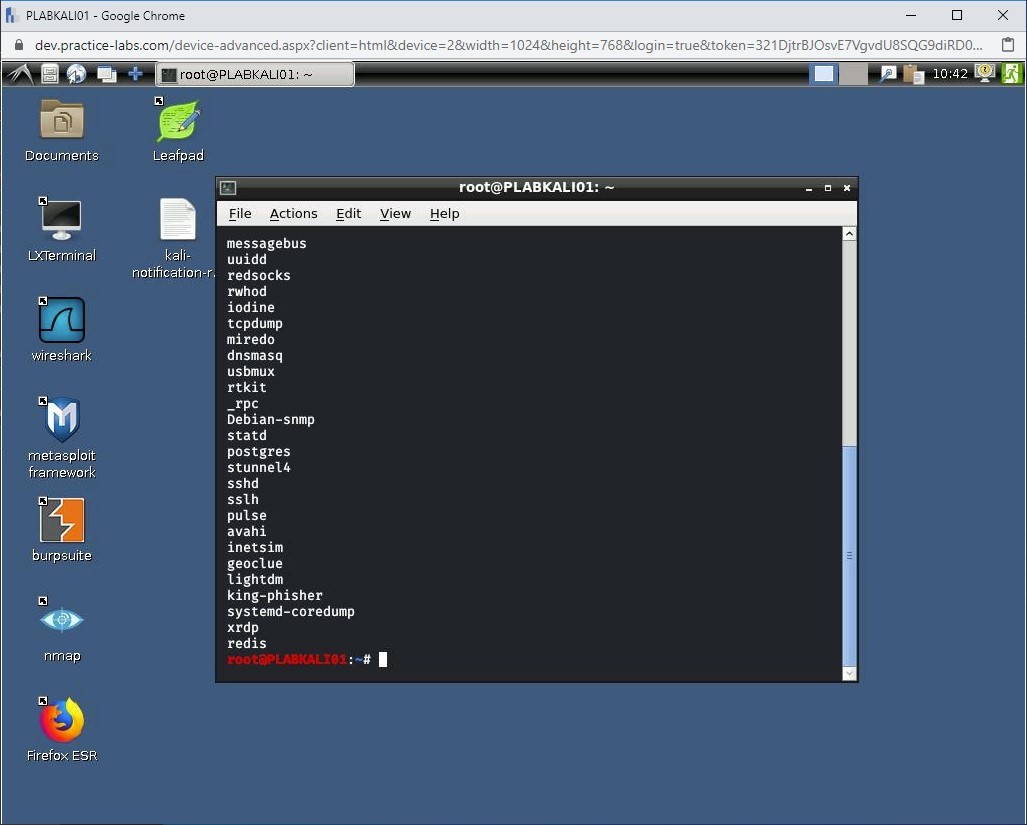 PLABKALI01 - Google Chrome
dev.practice-labs.com/device-advanced.aspx?client=html&device=2&width=1024&height=768&login=true&token=321DjtrBJOsvE7VgvdU8SQG9diRD0...
root@PLABKALI01: ~
10:42
Documents
Leafpad
LXTerminal
kali-
notification-r.
wireshark
metasploit
framework
burpsuite
nmap
Firefox ESR
root@PLABKALI01: ~
File Actions Edit View Help
messagebus
uuidd
redsocks
rwhod
iodine
tcpdump
miredo
dnsmasq
usbmux
rtkit
_rpc
Debian-snmp
statd
postgres
stunnel4
sshd
sslh
pulse
avahi
inetsim
geoclue
lightdm
king-phisher
systemd-coredump
xrdp
redis
root@PLABKALI01:~#